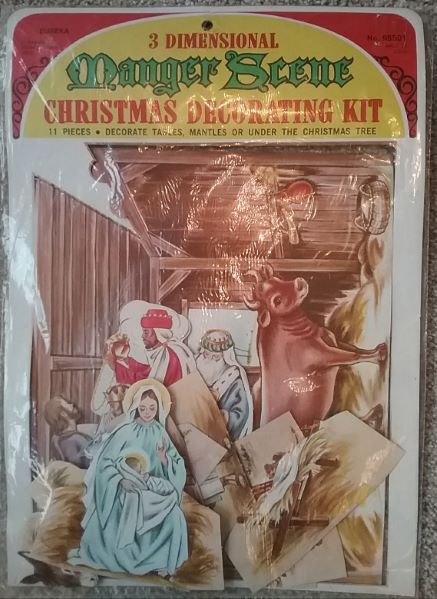 EUREKA
3 DIMENSIONAL
No. 95501
Manger Scene
CHRISTMAS DECORATING KIT
11 PIECES • DECORATE TABLES, MANTLES OR UNDER THE CHRISTMAS TREE